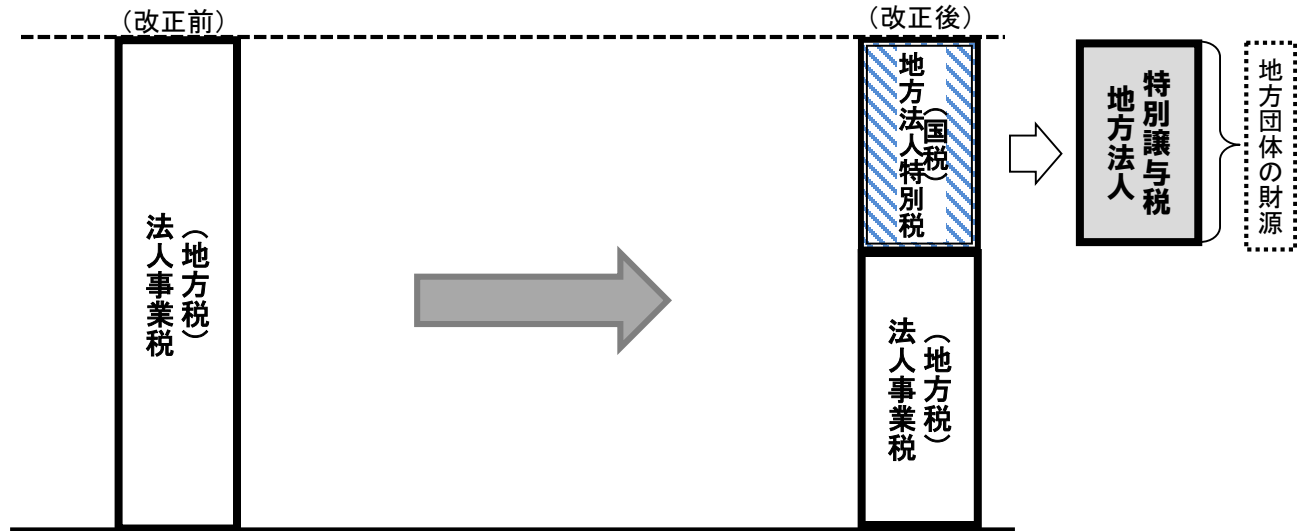 （改正前）
法人事業税
（地方税）
（改正後）
地方法人特別税
（国税）
法人事業税
（地方税）
地方法人
特別譲与税
地方団体の財源